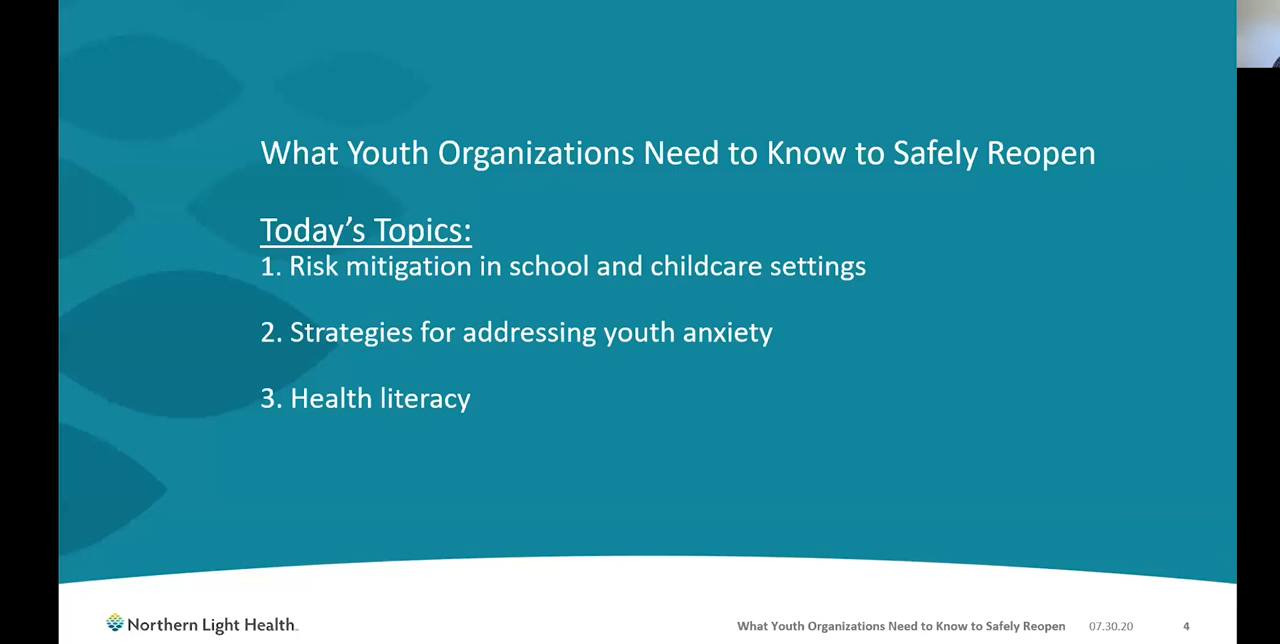 What Youth Organizations Need to Know to Safely Reopen
Today’s Topics:
1. Risk mitigation in school and childcare settings
2. Strategies for addressing youth anxiety
3. Health literacy
Northern Light Health
What Youth Organizations Need to Know to Safely Reopen 07.30.20 4